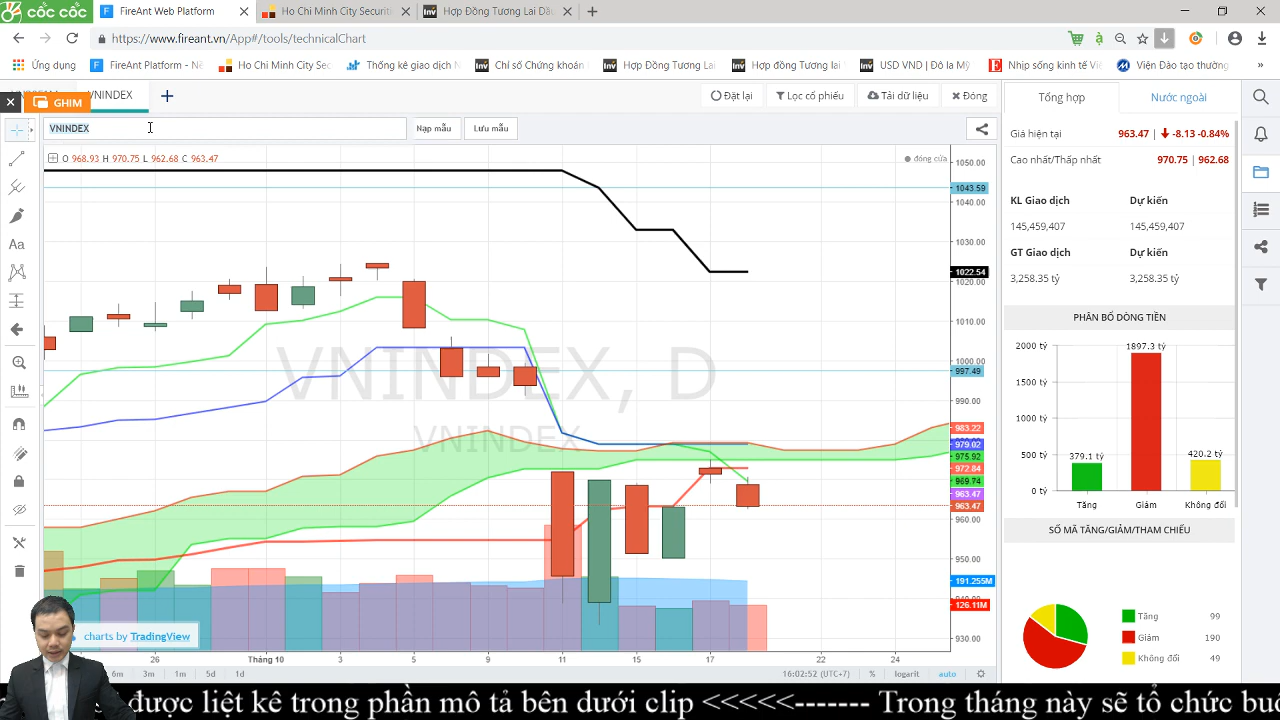 cốc cốc
FireAnt Web Platform
Ho Chi Minh City Securit
Hợp Đồng Tương Lai Dầ
https://www.fireant.vn/App#/tools/technicalChart
Ứng dụng
FireAnt Platform - Nề
Ho Chi Minh City Sec
Thống kê giao dịch N
Chỉ số Chứng khoán
Hợp Đồng Tương Lai
Hợp đồng Tương lai
USD VND | Đô la Mỹ
Nhịp sống kinh tế Vi
Viện Đào tạo thường
GHIM
VNINDEX
Đặt lại
Lọc cổ phiếu
Tải dữ liệu
Đóng
VNINDEX
Nạp mẫu
Lưu mẫu
O 968.93 H 970.75 L 962.68 C 963.47
đóng cửa
VNINDEX, D
VNINDEX
1050.00
1043.59
1040.00
1030.00
1022.54
1020.00
1010.00
1000.00
997.49
990.00
983.22
979.02
975.92
972.84
969.74
963.47
963.47
960.00
950.00
191.255M
126.11M
930.00
charts by TradingView
26
Tháng 10
3
5
9
11
15
17
22
24
6m
3m
1m
5d
1d
16:02:52 (UTC+7)
%
logarit
auto
Tổng hợp
Nước ngoài
Giá hiện tại
963.47 | -8.13 -0.84%
Cao nhất/Thấp nhất
970.75 | 962.68
KL Giao dịch
Dự kiến
145,459,407
145,459,407
GT Giao dịch
Dự kiến
3,258.35 tỷ
3,258.35 tỷ
PHÂN BỔ DÒNG TIỀN
2000 tỷ
1500 tỷ
1000 tỷ
500 tỷ
0 tỷ
379.1 tỷ
1897.3 tỷ
420.2 tỷ
Tăng
Giảm
Không đổi
SỐ MÃ TĂNG/GIẢM/THAM CHIẾU
Tăng 99
Giảm 190
Không đổi 49
được liệt kê trong phần mô tả bên dưới clip <<<<<------- Trong tháng này sẽ tổ chức bu